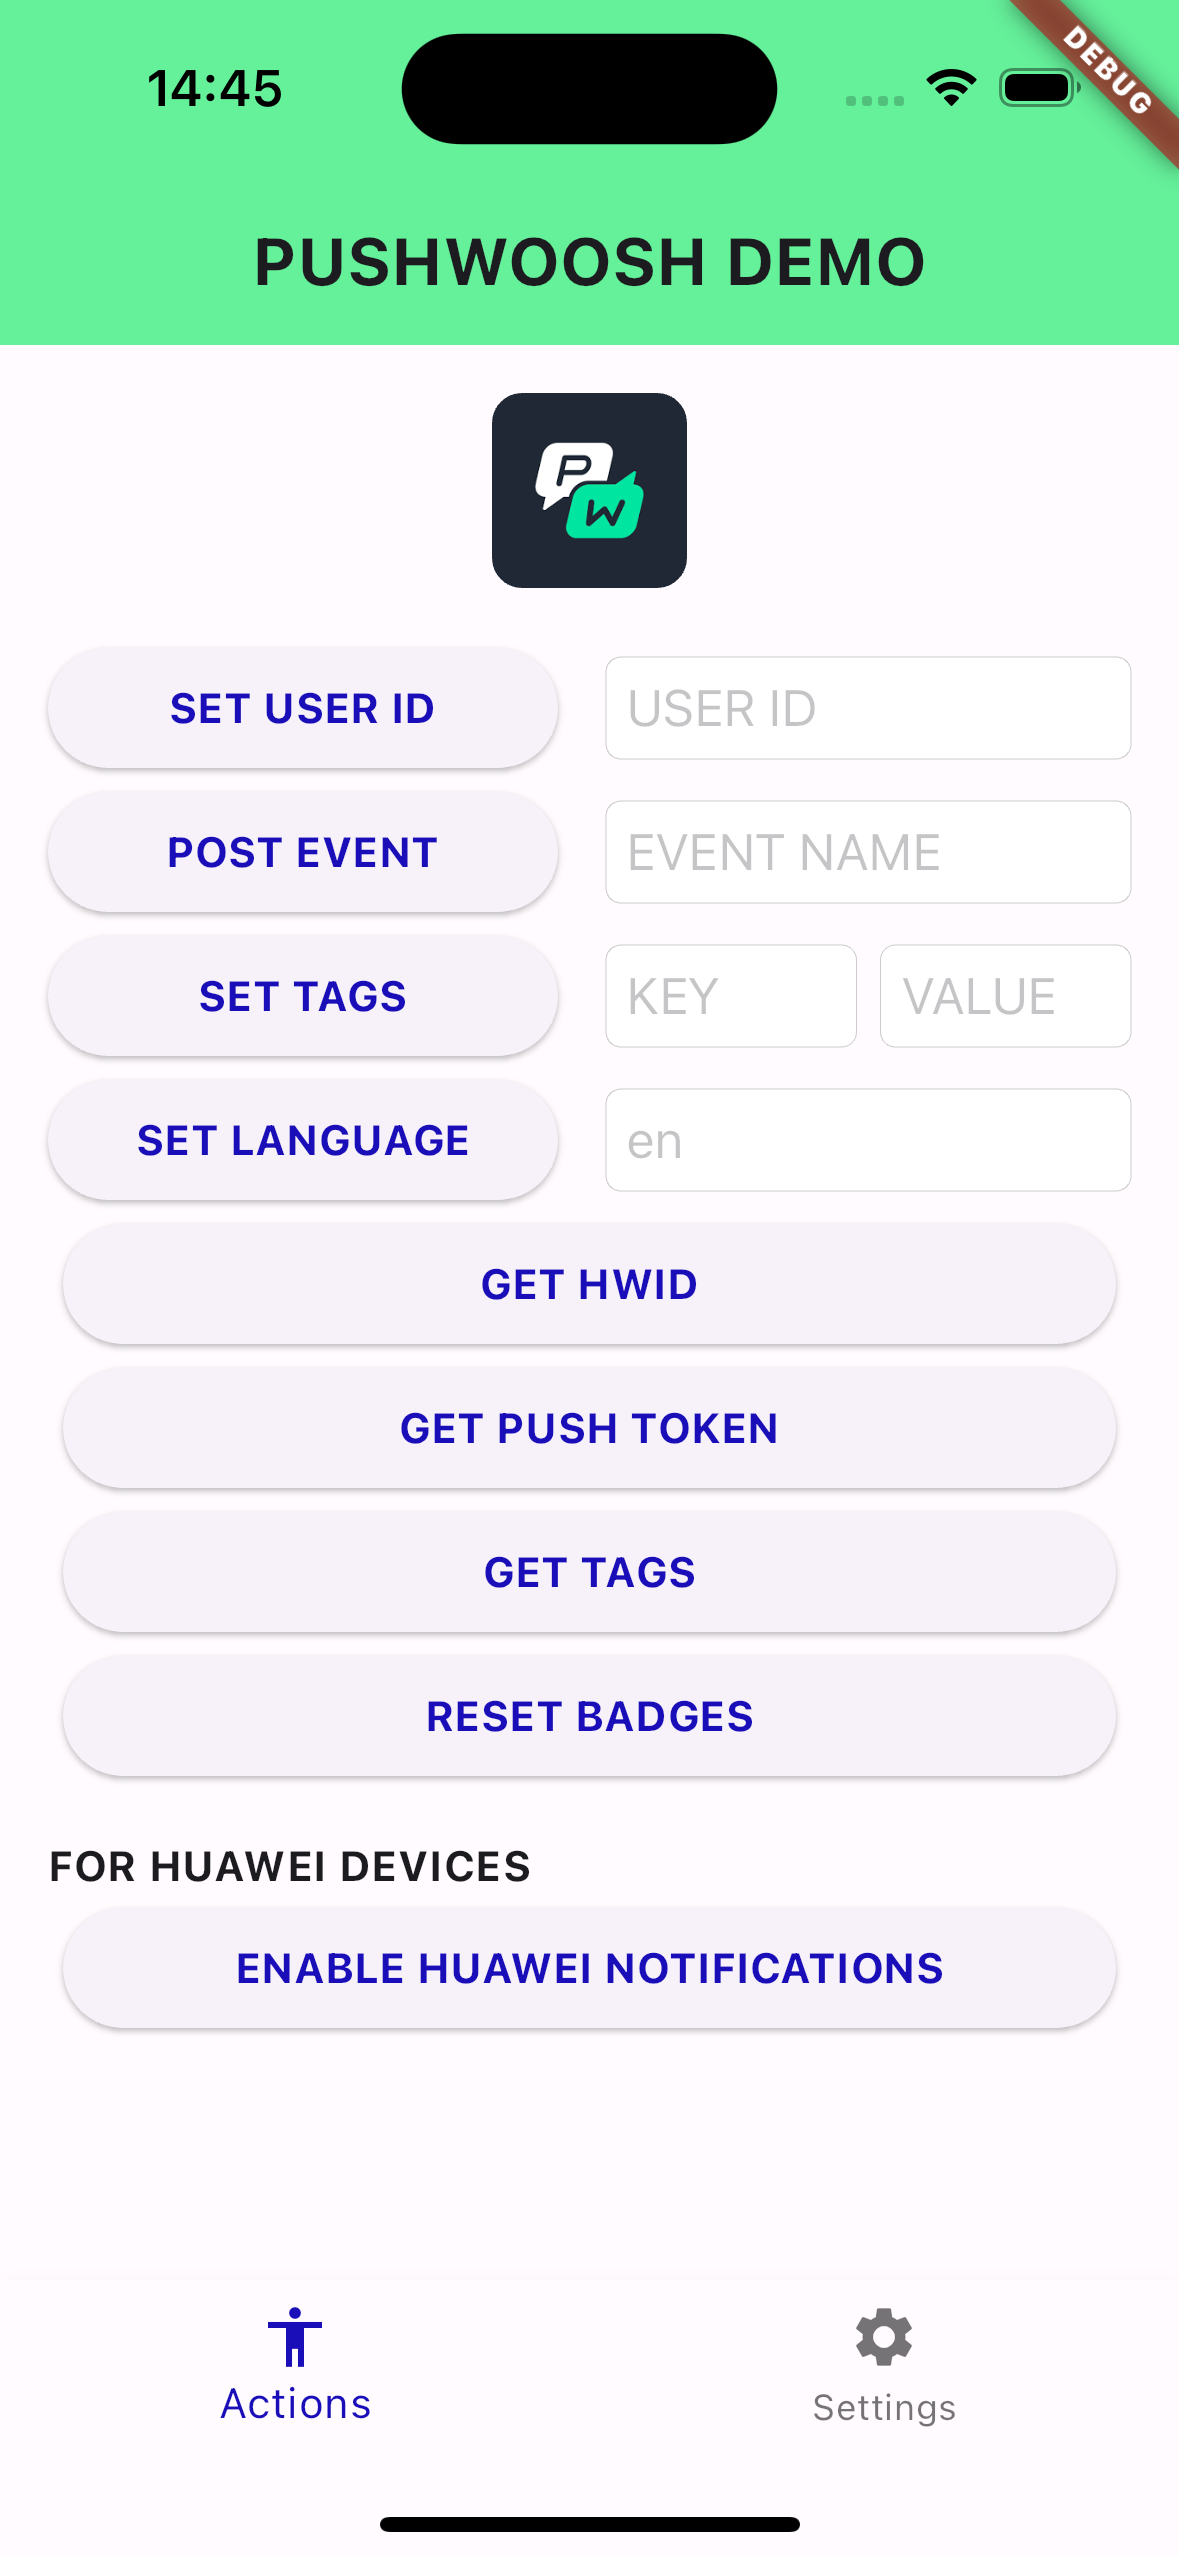 14:45
DEBUG
PUSHWOOSH DEMO
P
W
SET USER ID
USER ID
POST EVENT
EVENT NAME
SET TAGS
KEY
VALUE
SET LANGUAGE
en
GET HWID
GET PUSH TOKEN
GET TAGS
RESET BADGES
FOR HUAWEI DEVICES
ENABLE HUAWEI NOTIFICATIONS
Actions
Settings